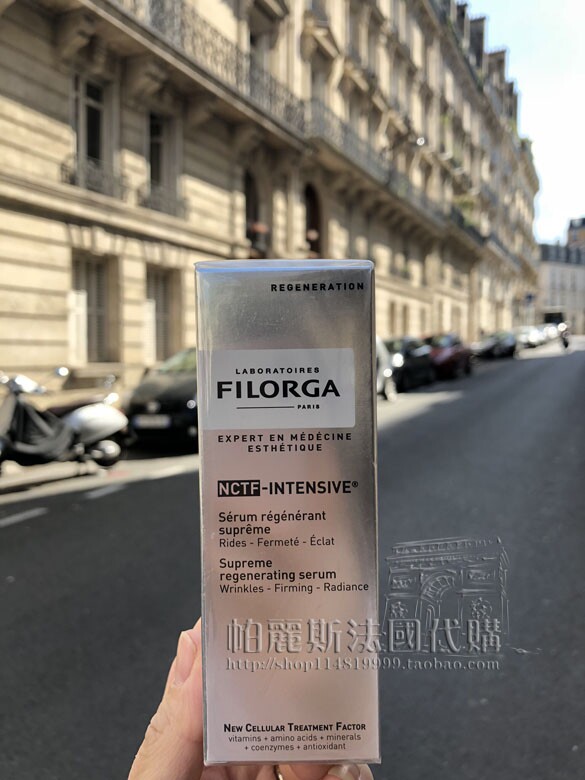 REGENERATION
LABORATOIRES
FILORGA
PARIS
EXPERT EN MÉDÉCINE
ESTHÉTIQUE
NCTF-INTENSIVE®
Sérum régénérant
suprême
Rides - Fermeté - Éclat
Supreme
regenerating serum
Wrinkles - Firming - Radiance
帕麗斯法國代購
http://shop114819999.taobao.com
NEW CELLULAR TREATMENT FACTOR
vitamins + amino acids + minerals
+ coenzymes + antioxidant